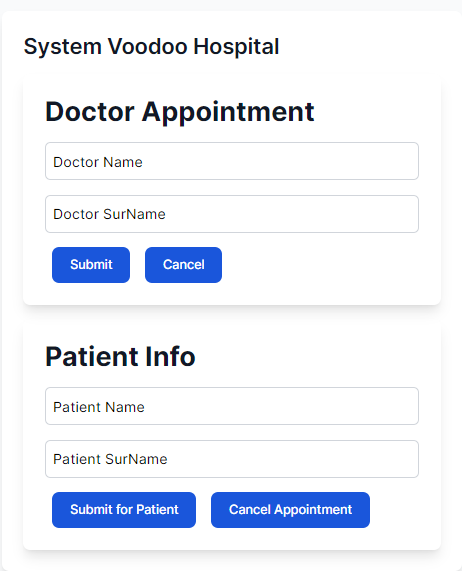 System Voodoo Hospital
Doctor Appointment
Doctor Name
Doctor SurName
Submit Cancel
Patient Info
Patient Name
Patient SurName
Submit for Patient Cancel Appointment